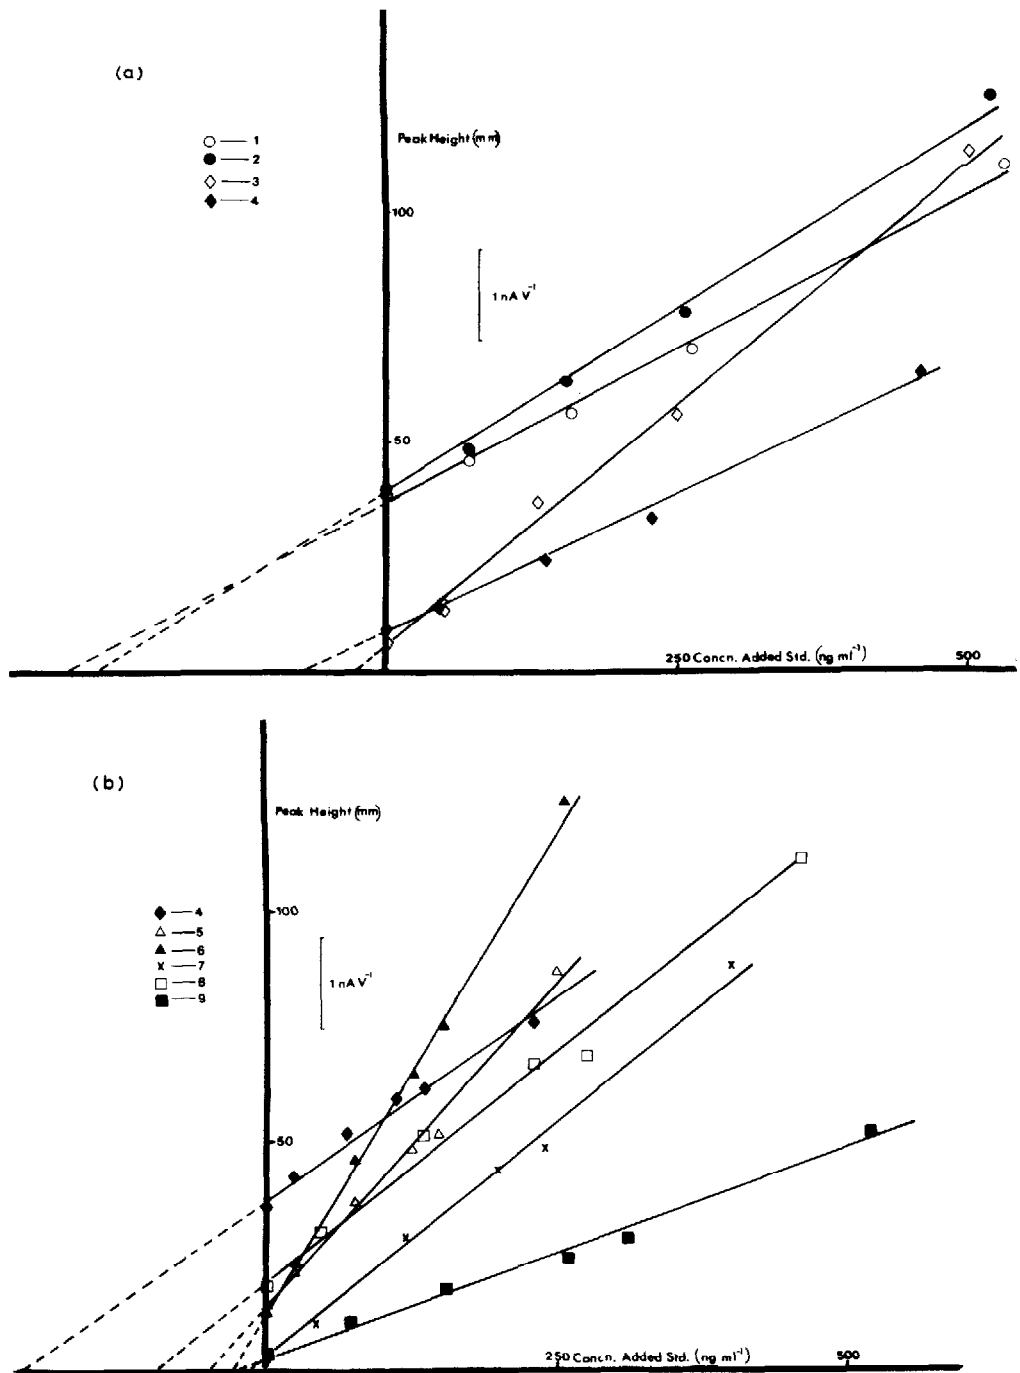 (a)
1
2
3
4
Peak Height (mm)
100
1 nA V⁻¹
50
250 Concn. Added Std. (ng ml⁻¹) 500
(b)
Peak Height (mm)
4
5
6
7
8
9
100
1 nA V⁻¹
50
250 Concn. Added Std. (ng ml⁻¹) 500